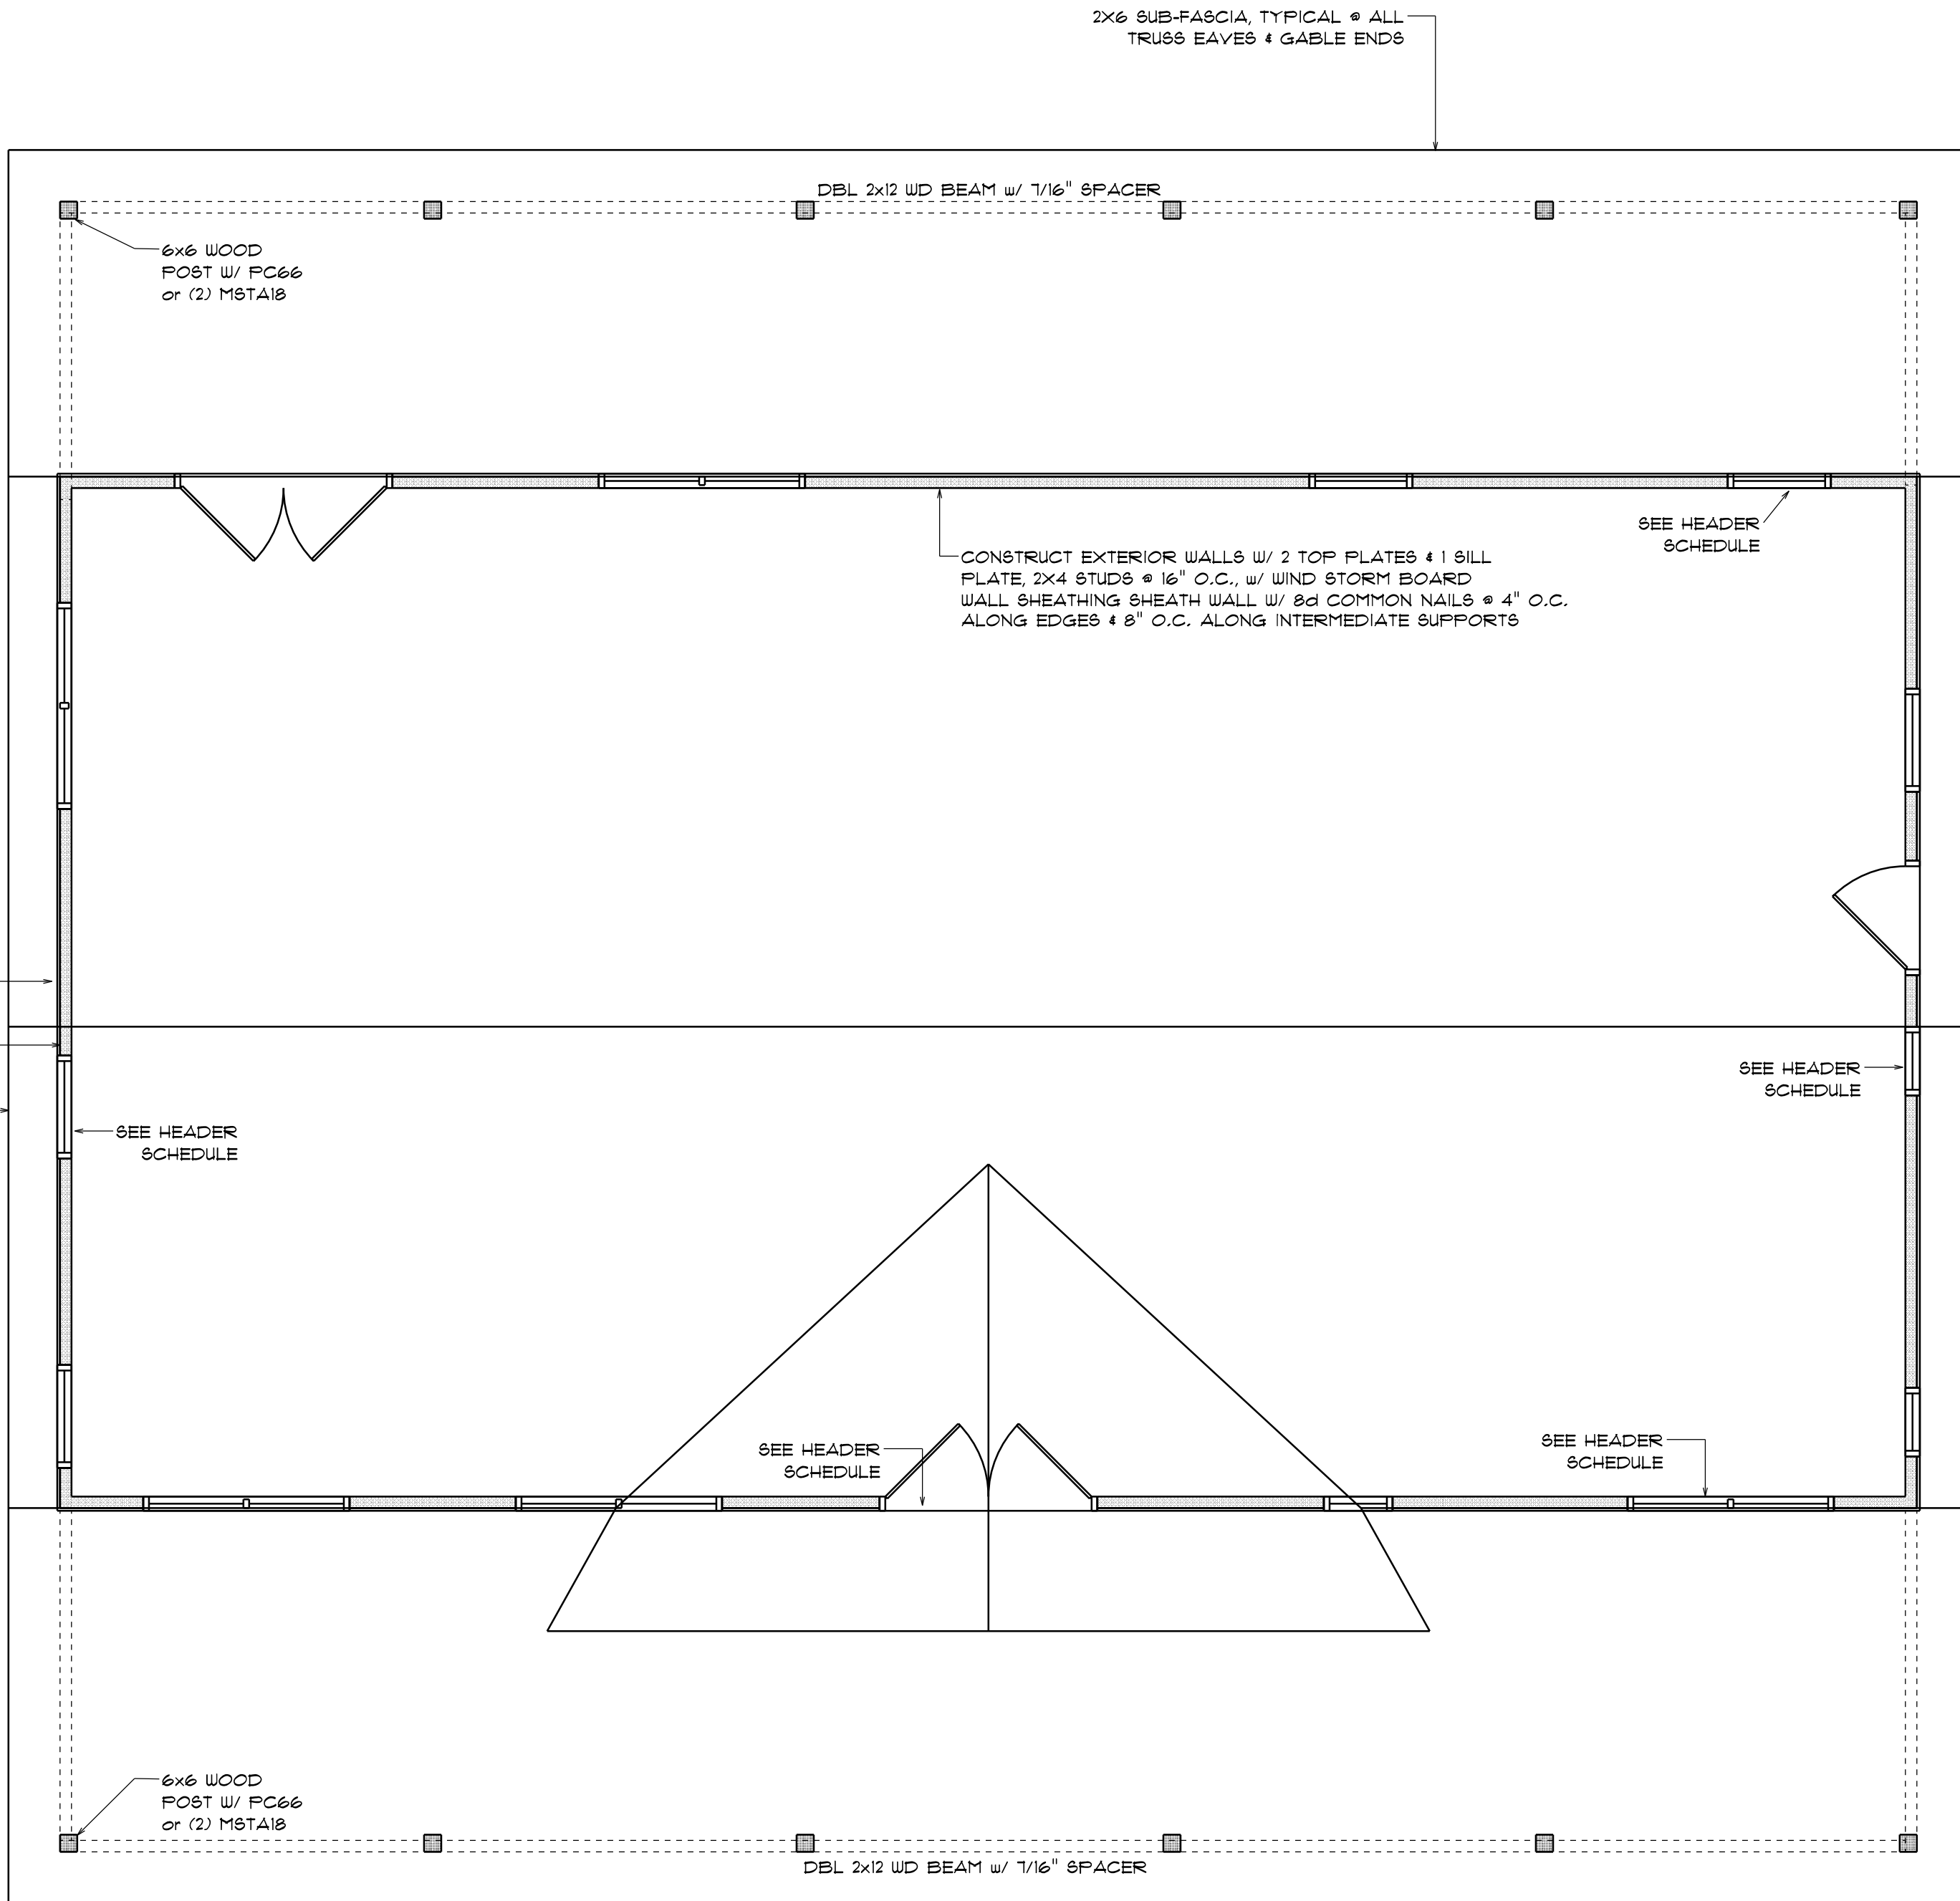 2X6 SUB-FASCIA, TYPICAL @ ALL
TRUSS EAVES & GABLE ENDS
DBL 2x12 WD BEAM w/ 7/16" SPACER
6x6 WOOD
POST W/ PC66
or (2) MSTA18
SEE HEADER
SCHEDULE
CONSTRUCT EXTERIOR WALLS W/ 2 TOP PLATES & 1 SILL
PLATE, 2X4 STUDS @ 16" O.C., w/ WIND STORM BOARD
WALL SHEATHING SHEATH WALL W/ 8d COMMON NAILS @ 4" O.C.
ALONG EDGES & 8" O.C. ALONG INTERMEDIATE SUPPORTS
SEE HEADER
SCHEDULE
SEE HEADER
SCHEDULE
SEE HEADER
SCHEDULE
SEE HEADER
SCHEDULE
6x6 WOOD
POST W/ PC66
or (2) MSTA18
DBL 2x12 WD BEAM w/ 7/16" SPACER